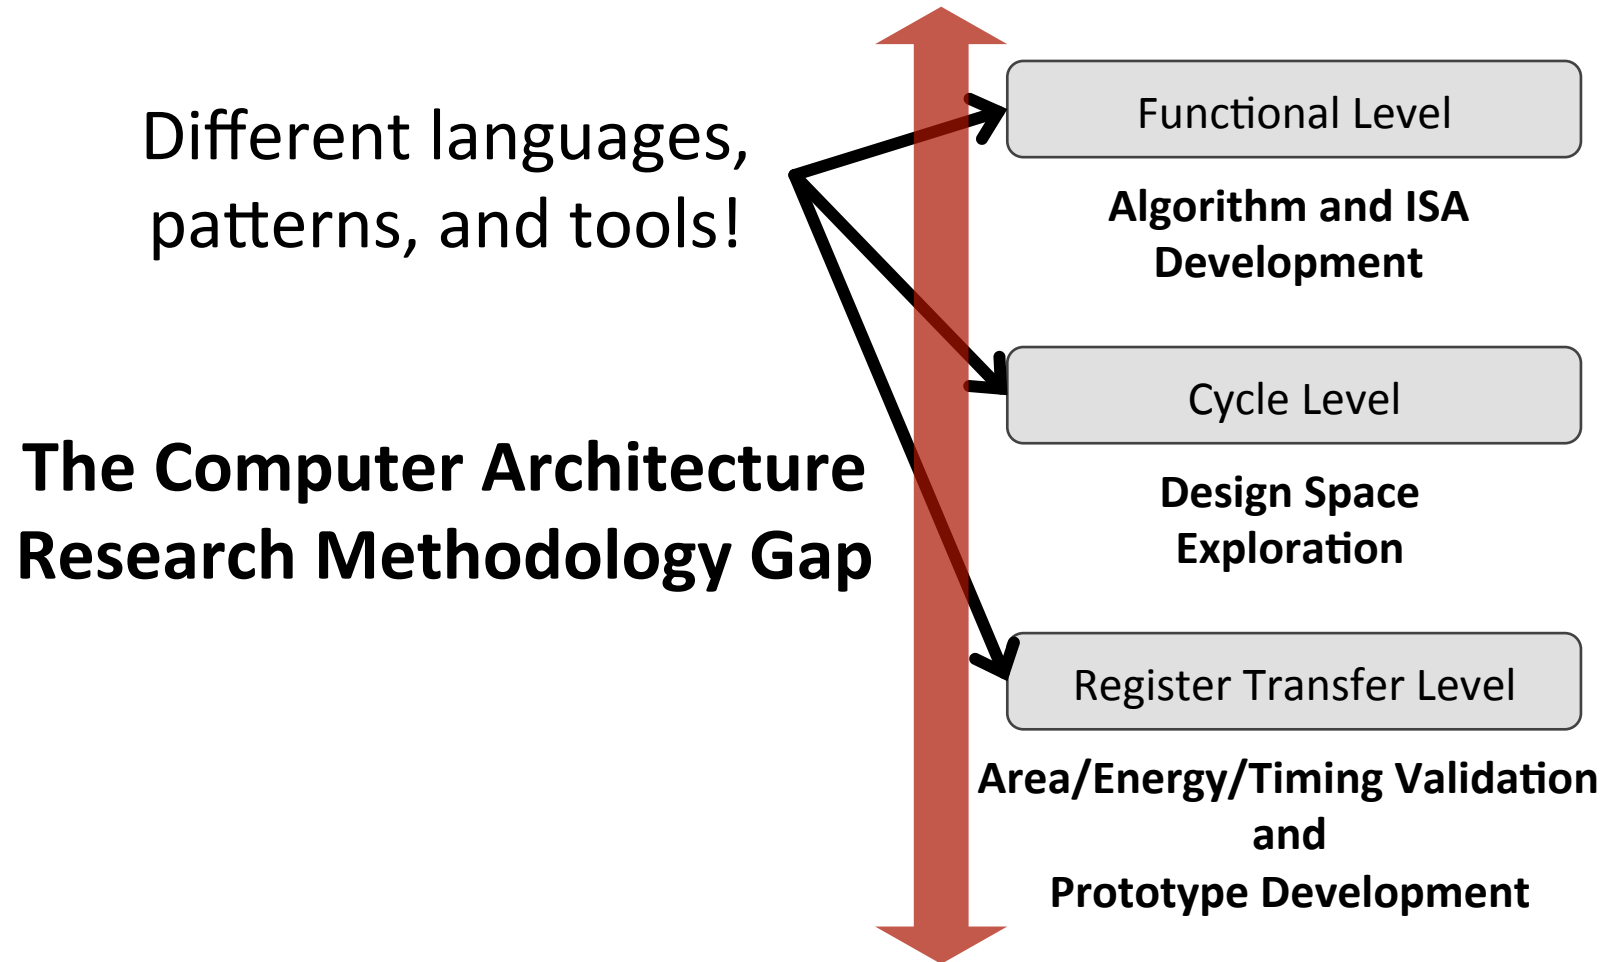 Different languages,
patterns, and tools!
The Computer Architecture
Research Methodology Gap
Functional Level
Algorithm and ISA
Development
Cycle Level
Design Space
Exploration
Register Transfer Level
Area/Energy/Timing Validation
and
Prototype Development